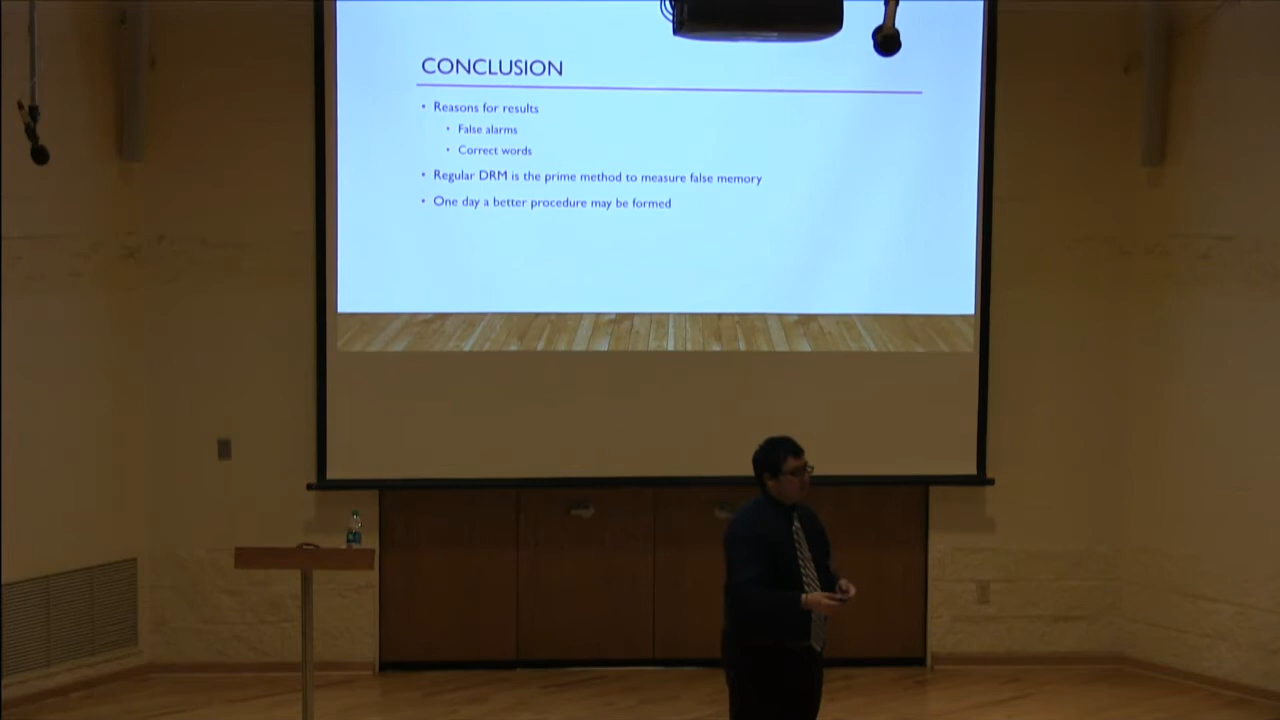 CONCLUSION
• Reasons for results
• False alarms
• Correct words
• Regular DRM is the prime method to measure false memory
• One day a better procedure may be formed